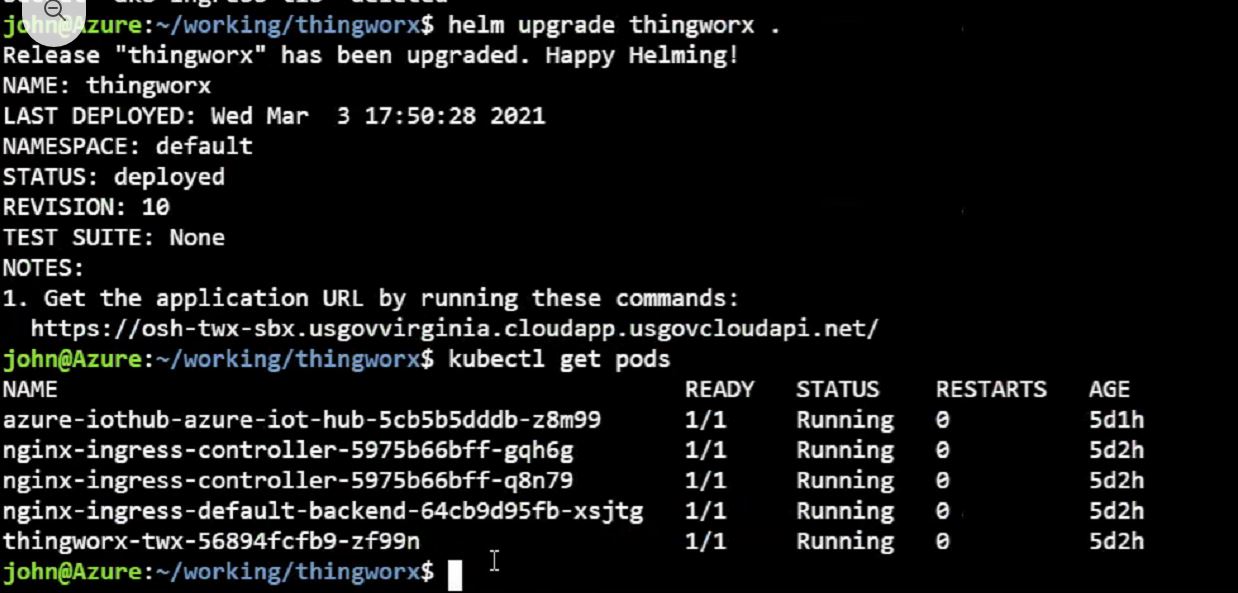 john@Azure:~/working/thingworx$ helm upgrade thingworx .
Release "thingworx" has been upgraded. Happy Helming!
NAME: thingworx
LAST DEPLOYED: Wed Mar  3 17:50:28 2021
NAMESPACE: default
STATUS: deployed
REVISION: 10
TEST SUITE: None
NOTES:
1. Get the application URL by running these commands:
  https://osh-twx-sbx.usgovvirginia.cloudapp.usgovcloudapi.net/
john@Azure:~/working/thingworx$ kubectl get pods
NAME                                             READY   STATUS    RESTARTS   AGE
azure-iothub-azure-iot-hub-5cb5b5dddb-z8m99      1/1     Running   0          5d1h
nginx-ingress-controller-5975b66bff-gqh6g        1/1     Running   0          5d2h
nginx-ingress-controller-5975b66bff-q8n79        1/1     Running   0          5d2h
nginx-ingress-default-backend-64cb9d95fb-xsjtg   1/1     Running   0          5d2h
thingworx-twx-56894fcfb9-zf99n                   1/1     Running   0          5d2h
john@Azure:~/working/thingworx$